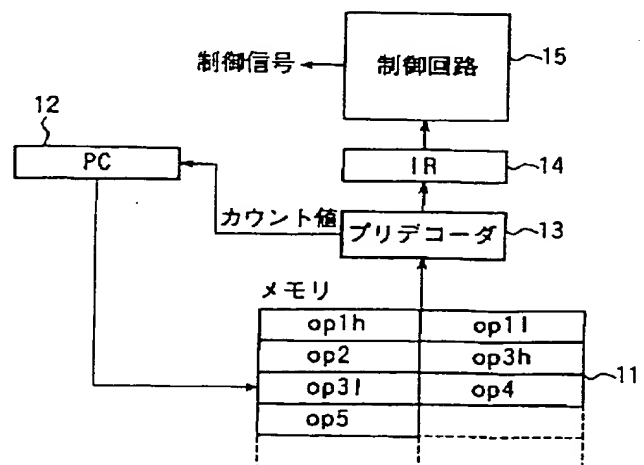 制御信号
制御回路
15
12
PC
IR
14
カウント値
プリデコーダ
13
メモリ
op1h op1l
op2 op3h
op3l op4
11
op5